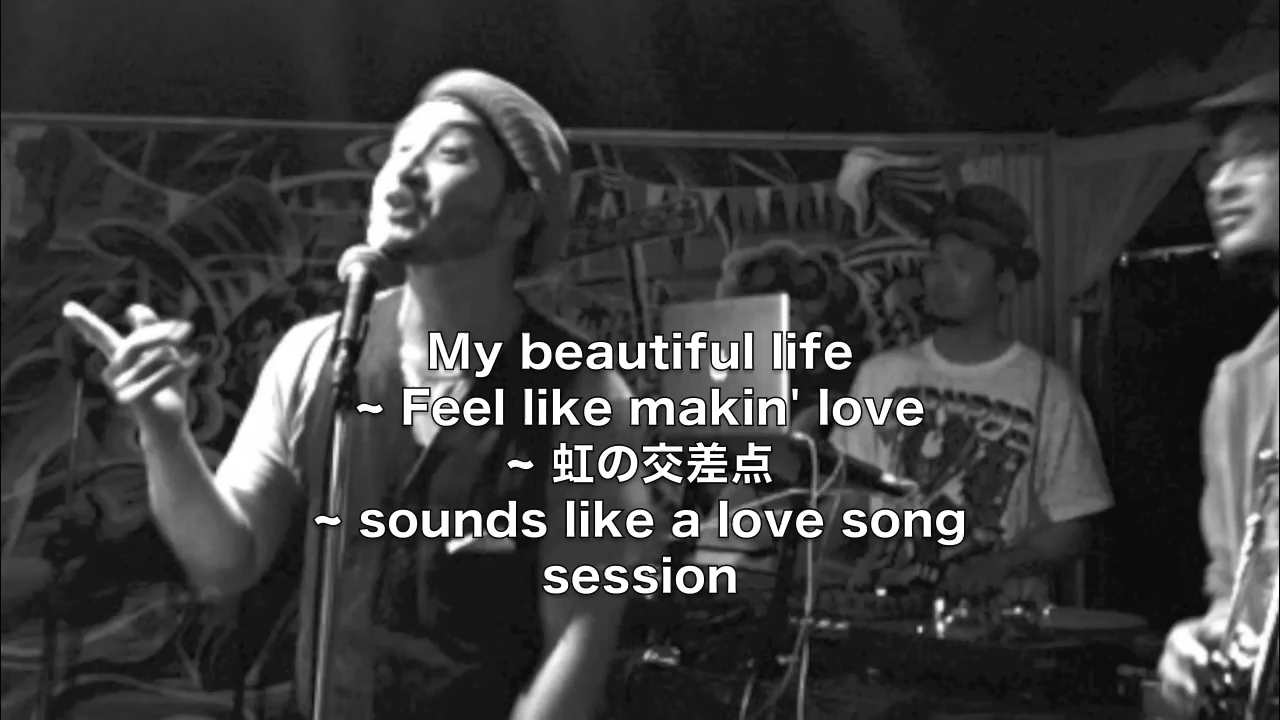 My beautiful life
~ Feel like makin' love
~ 虹の交差点
~ sounds like a love song
session